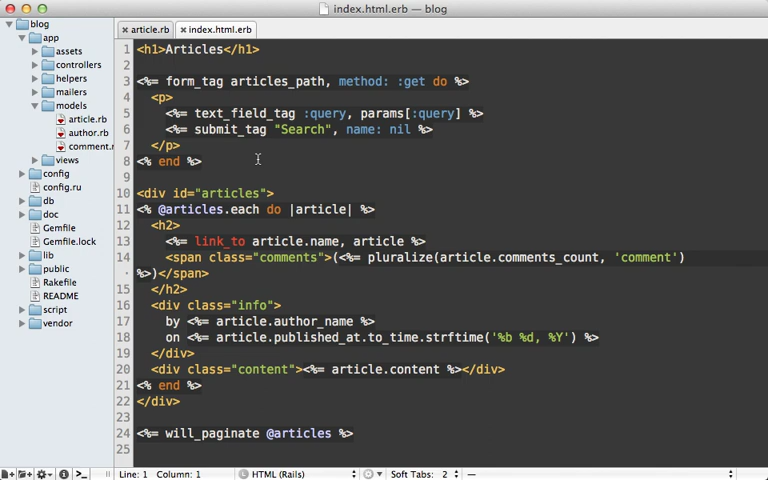 index.html.erb — blog
blog
app
assets
controllers
helpers
mailers
models
article.rb
author.rb
comment.r
views
config
config.ru
db
doc
Gemfile
Gemfile.lock
lib
public
Rakefile
README
script
vendor
article.rb
index.html.erb
1 <h1>Articles</h1>
2
3 <%= form_tag articles_path, method: :get do %>
4 <p>
5 <%= text_field_tag :query, params[:query] %>
6 <%= submit_tag "Search", name: nil %>
7 </p>
8 <% end %>
9
10 <div id="articles">
11 <% @articles.each do |article| %>
12 <h2>
13 <%= link_to article.name, article %>
14 <span class="comments">(<%= pluralize(article.comments_count, 'comment')
%>)</span>
15 </h2>
16 <div class="info">
17 by <%= article.author_name %>
18 on <%= article.published_at.to_time.strftime('%b %d, %Y') %>
19 </div>
20 <div class="content"><%= article.content %></div>
21 <% end %>
22 </div>
23
24 <%= will_paginate @articles %>
25
Line: 1 Column: 1 HTML (Rails) Soft Tabs: 2 —